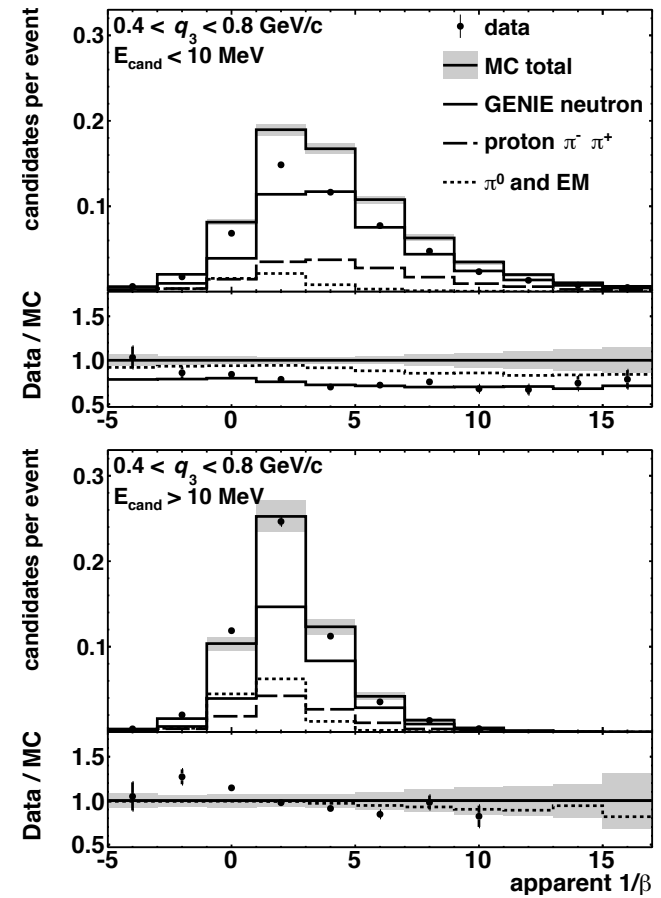 0.4 < q₃ < 0.8 GeV/c
E_cand < 10 MeV
data
MC total
GENIE neutron
proton π⁻ π⁺
π⁰ and EM
candidates per event
0.3
0.2
0.1
Data / MC
1.5
1.0
0.5
-5 0 5 10 15
0.4 < q₃ < 0.8 GeV/c
E_cand > 10 MeV
candidates per event
0.3
0.2
0.1
Data / MC
1.5
1.0
0.5
-5 0 5 10 15
apparent 1/β